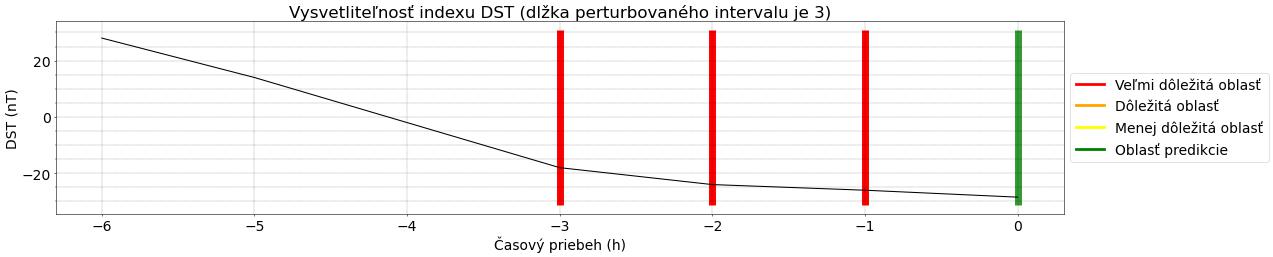 Vysvetliteľnosť indexu DST (dĺžka perturbovaného intervalu je 3)
DST (nT)
20
0
−20
−6 −5 −4 −3 −2 −1 0
Časový priebeh (h)
Veľmi dôležitá oblasť
Dôležitá oblasť
Menej dôležitá oblasť
Oblasť predikcie